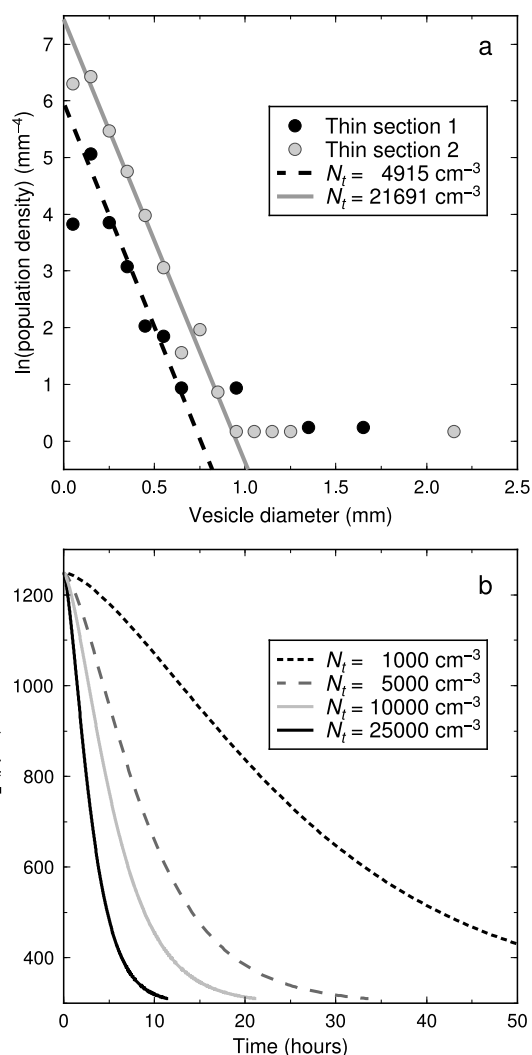 a
7
6
5
4
3
2
1
0
ln(population density) (mm⁻⁴)
Thin section 1
Thin section 2
Nₜ = 4915 cm⁻³
Nₜ = 21691 cm⁻³
0.0 0.5 1.0 1.5 2.0 2.5
Vesicle diameter (mm)
b
1200
1000
800
600
400
Nₜ = 1000 cm⁻³
Nₜ = 5000 cm⁻³
Nₜ = 10000 cm⁻³
Nₜ = 25000 cm⁻³
0 10 20 30 40 50
Time (hours)